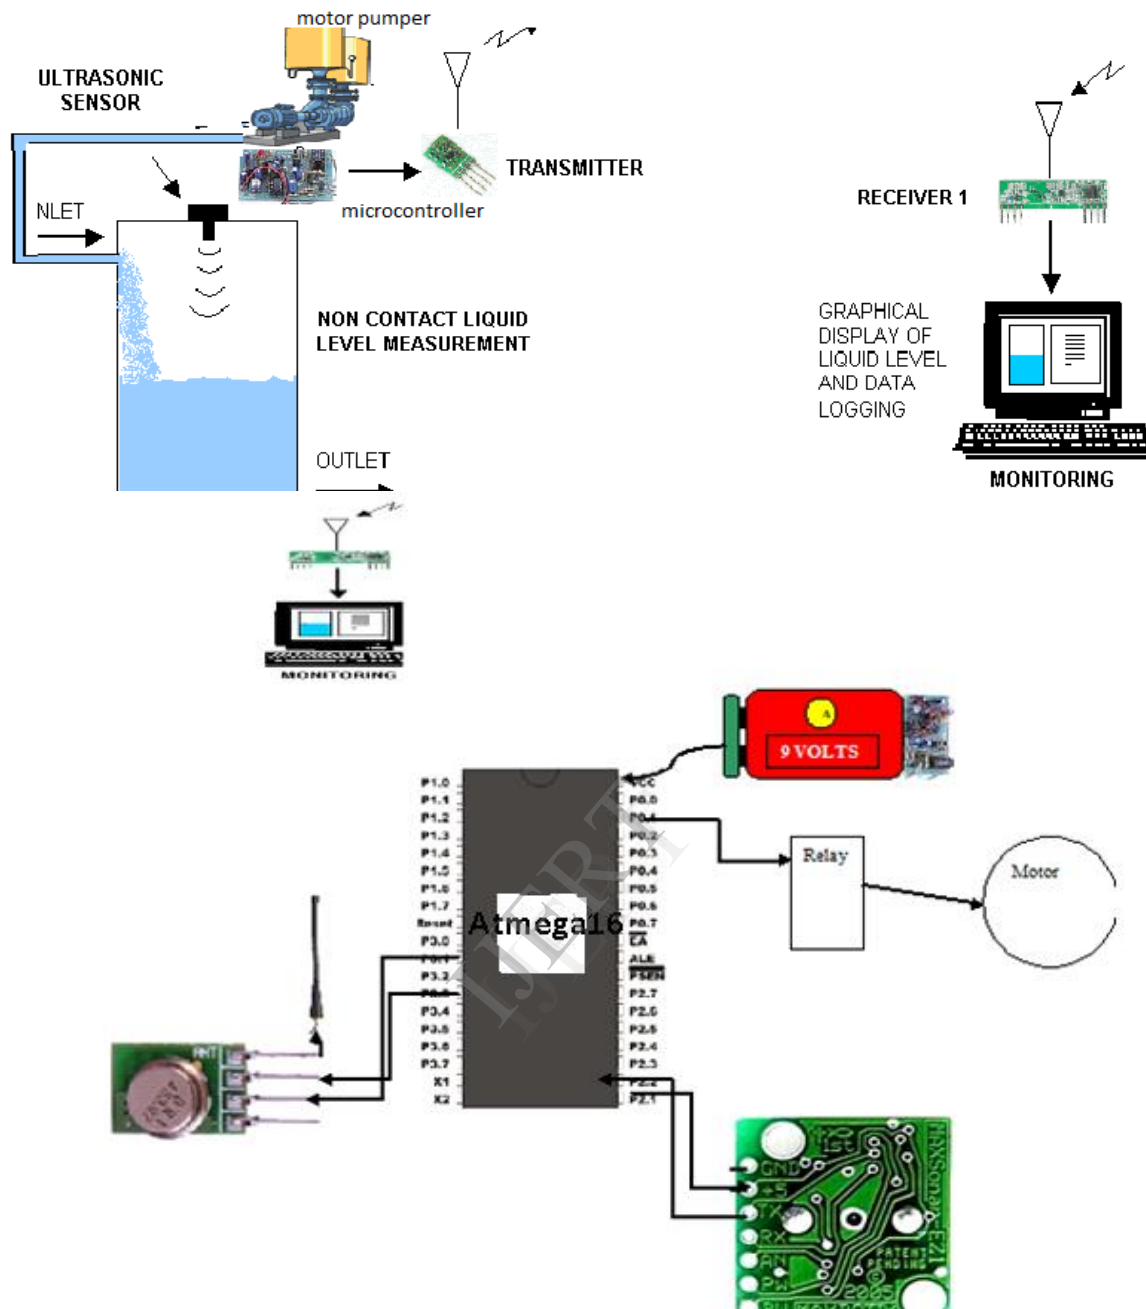 motor pumper
ULTRASONIC
SENSOR
TRANSMITTER
microcontroller
NLET
NON CONTACT LIQUID
LEVEL MEASUREMENT
OUTLET
RECEIVER 1
GRAPHICAL
DISPLAY OF
LIQUID LEVEL
AND DATA
LOGGING
MONITORING
MONITORING
A
9 VOLTS
P1.0
P1.1
P1.2
P1.3
P1.4
P1.5
P1.6
P1.7
Reset
P3.0
P3.2
P3.4
P3.5
P3.6
P3.7
X1
X2
Atmega16
P0.0
P0.2
P0.3
P0.4
P0.5
P0.6
P0.7
EA
ALE
PSEN
P2.7
P2.6
P2.5
P2.4
P2.3
P2.2
P2.1
Relay
Motor
IJERT
ANT
GND
+5
TX
RX
AN
PW
MAXSonar-EZ1
PATENT
PENDING
©
2005